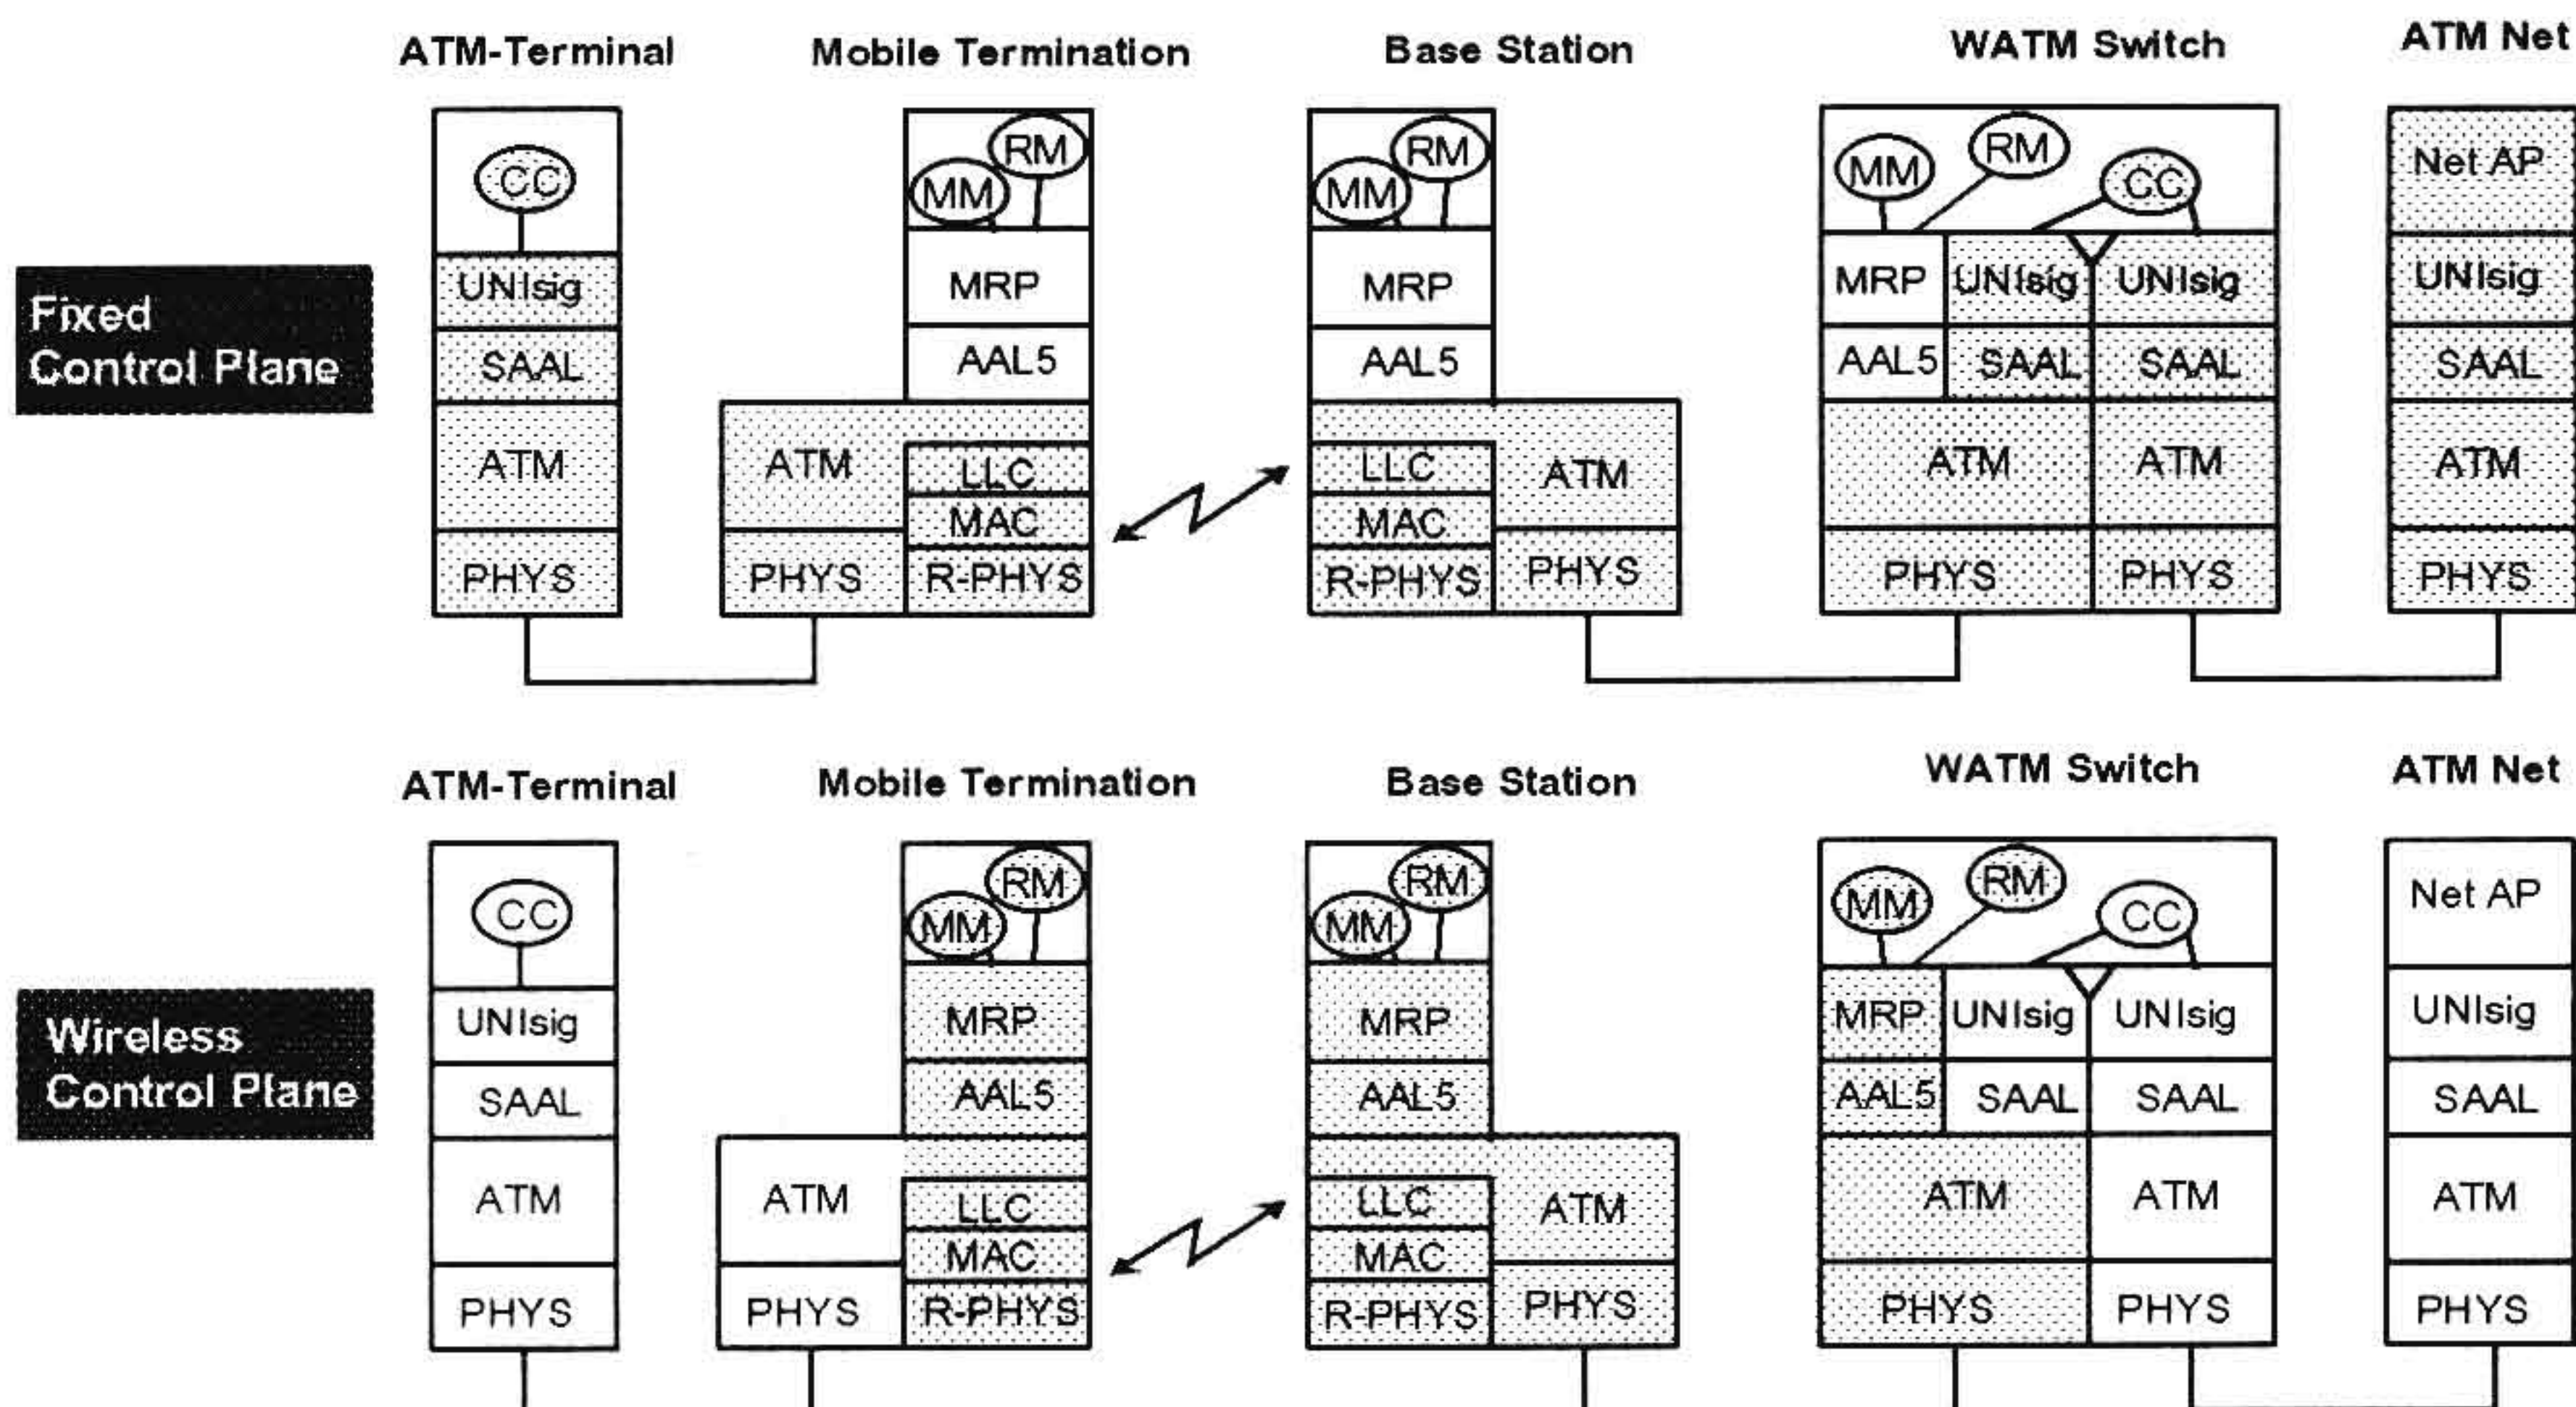 ATM-Terminal Mobile Termination Base Station WATM Switch ATM Net
Fixed
Control Plane
CC
UNIsig
SAAL
ATM
PHYS
RM
MM
MRP
AAL5
ATM LLC
MAC
PHYS R-PHYS
RM
MM
MRP
AAL5
LLC ATM
MAC
R-PHYS PHYS
MM RM CC
MRP UNIsig UNIsig
AAL5 SAAL SAAL
ATM ATM
PHYS PHYS
Net AP
UNIsig
SAAL
ATM
PHYS
ATM-Terminal Mobile Termination Base Station WATM Switch ATM Net
Wireless
Control Plane
CC
UNIsig
SAAL
ATM
PHYS
RM
MM
MRP
AAL5
ATM LLC
MAC
PHYS R-PHYS
RM
MM
MRP
AAL5
LLC ATM
MAC
R-PHYS PHYS
MM RM CC
MRP UNIsig UNIsig
AAL5 SAAL SAAL
ATM ATM
PHYS PHYS
Net AP
UNIsig
SAAL
ATM
PHYS